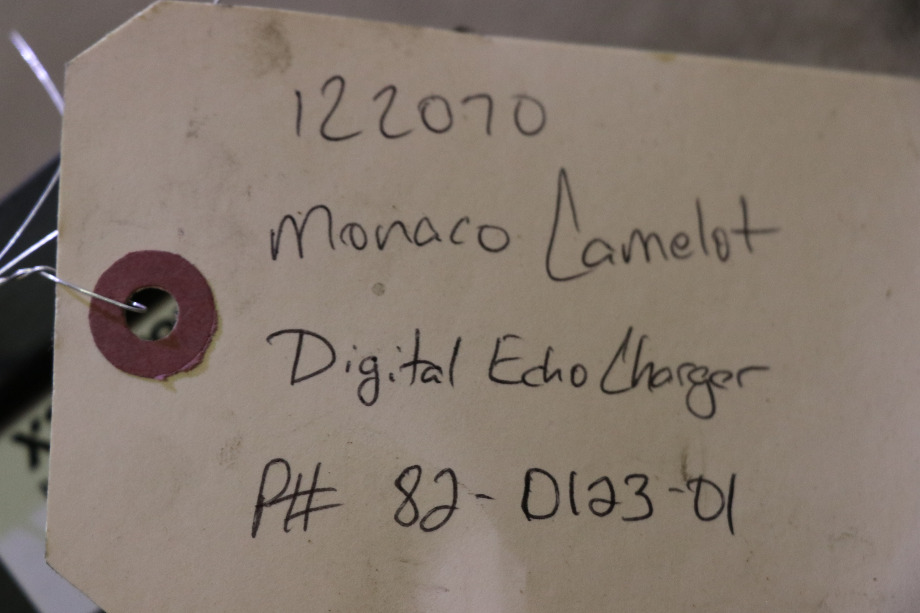 122070
Monaco Camelot
Digital Echo Charger
P# 82-0123-01